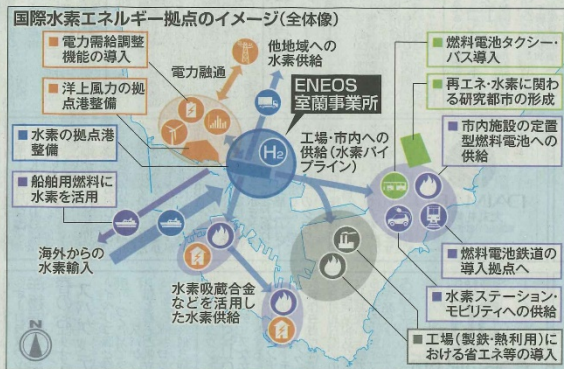 国際水素エネルギー拠点のイメージ(全体像)
電力需給調整
機能の導入
洋上風力の拠
点港整備
水素の拠点港
整備
船舶用燃料に
水素を活用
海外からの
水素輸入
電力融通
他地域への
水素供給
ENEOS
室蘭事業所
H2
工場・市内への
供給(水素パイ
プライン)
水素吸蔵合金
などを活用し
た水素供給
燃料電池タクシー・
バス導入
再エネ・水素に関わ
る研究都市の形成
市内施設の定置
型燃料電池への
供給
燃料電池鉄道の
導入拠点へ
水素ステーション・
モビリティへの供給
工場(製鉄・熱利用)に
おける省エネ等の導入
N